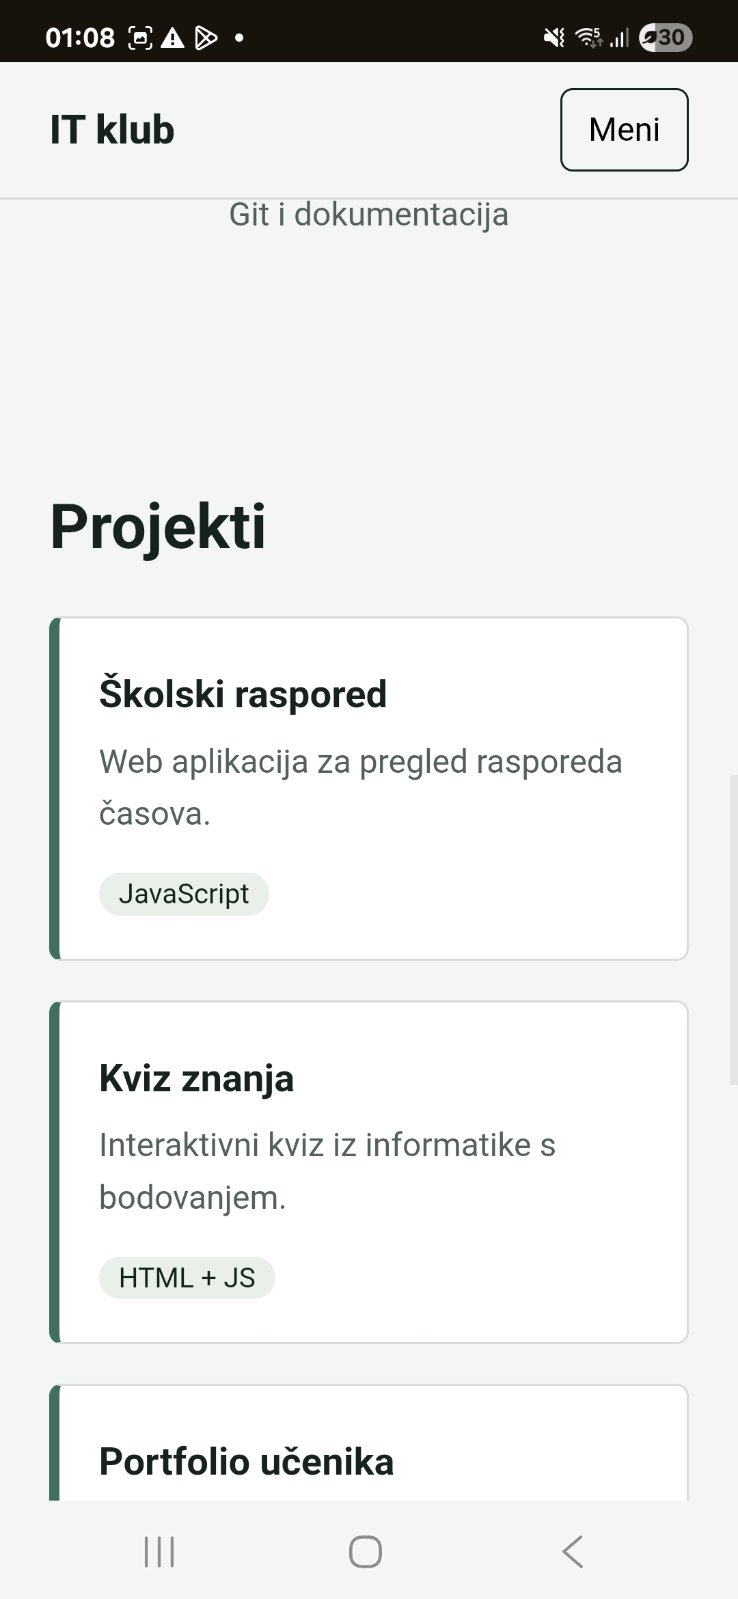 01:08
5
30
IT klub
Meni
Git i dokumentacija
Projekti
Školski raspored
Web aplikacija za pregled rasporeda
časova.
JavaScript
Kviz znanja
Interaktivni kviz iz informatike s
bodovanjem.
HTML + JS
Portfolio učenika